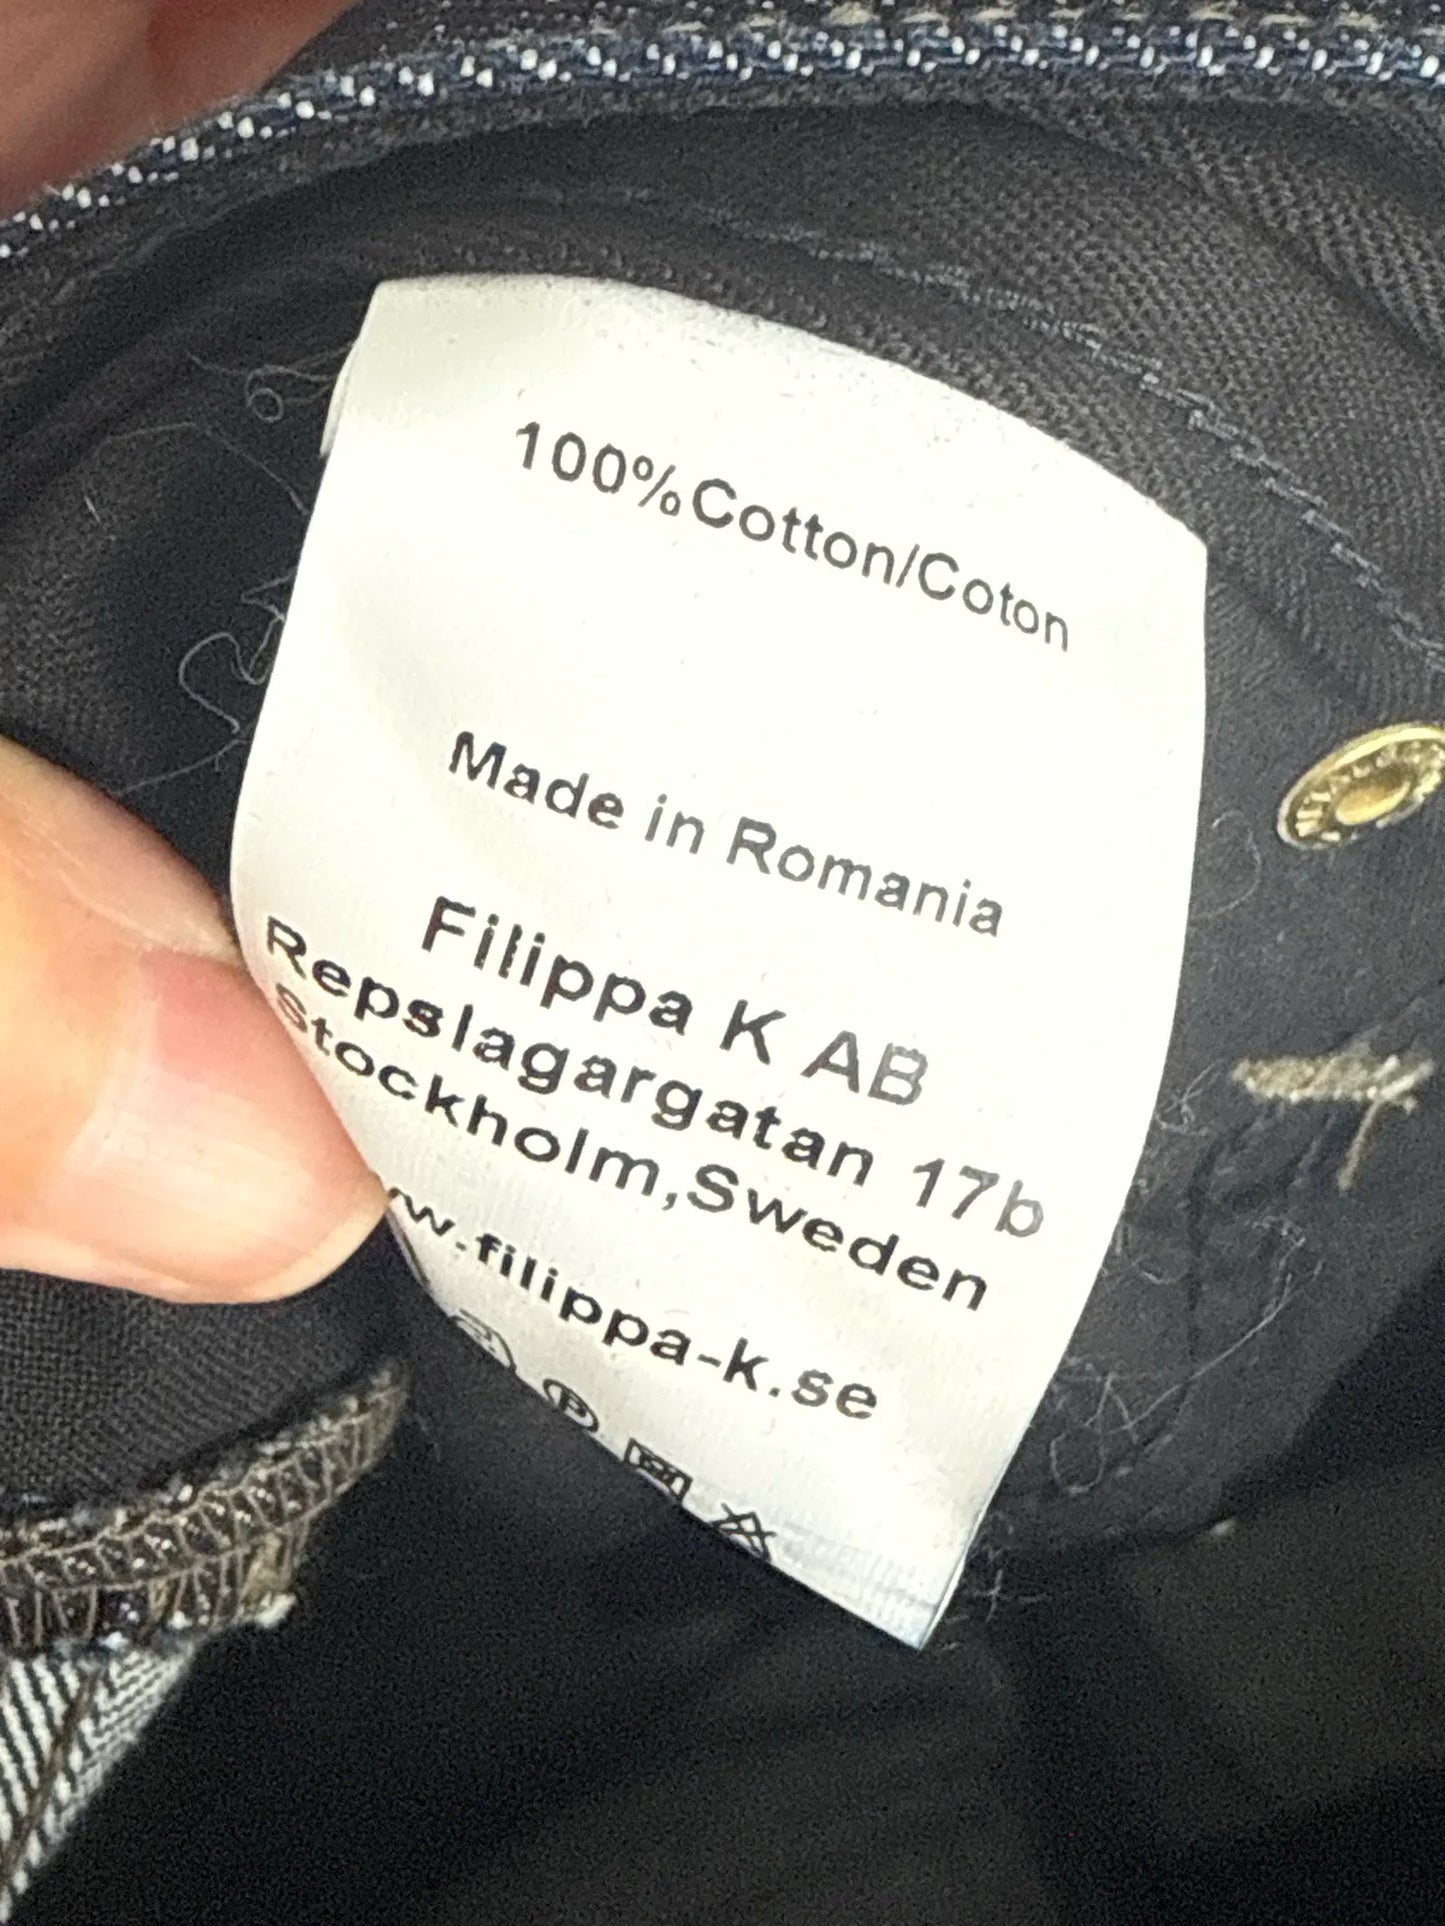 100%Cotton/Coton
Made in Romania
Filippa K AB
Repslagargatan 17b
Stockholm,Sweden
w.filippa-k.se
P